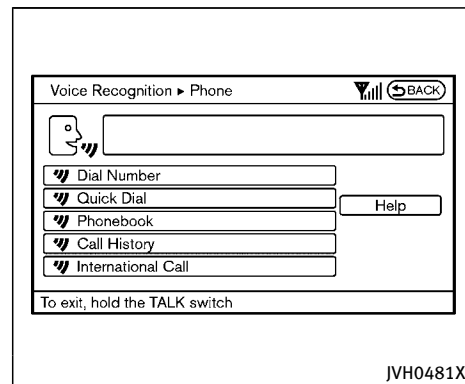 Voice Recognition ▸ Phone BACK
Dial Number
Quick Dial
Help
Phonebook
Call History
International Call
To exit, hold the TALK switch
JVH0481X